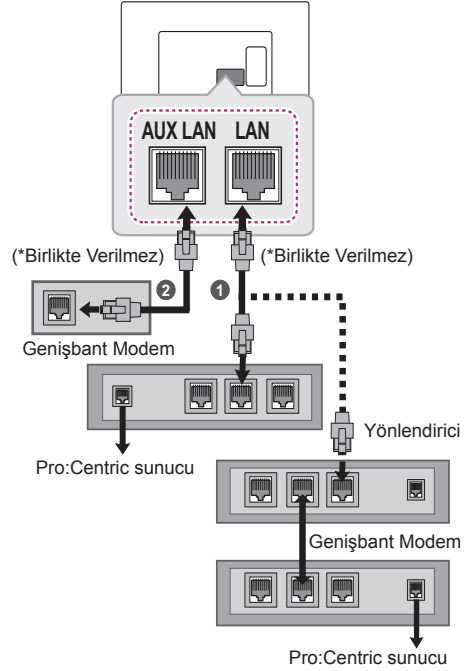 AUX LAN LAN
(*Birlikte Verilmez) (*Birlikte Verilmez)
2 1
Genişbant Modem
Yönlendirici
Pro:Centric sunucu
Genişbant Modem
Pro:Centric sunucu